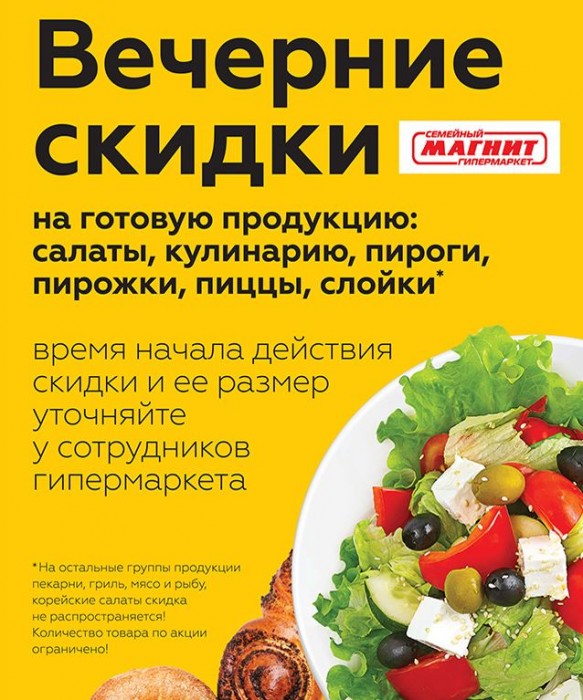 Вечерние
скидки
СЕМЕЙНЫЙ
МАГНИТ
ГИПЕРМАРКЕТ
на готовую продукцию:
салаты, кулинарию, пироги,
пирожки, пиццы, слойки*
время начала действия
скидки и ее размер
уточняйте
у сотрудников
гипермаркета
*На остальные группы продукции
пекарни, гриль, мясо и рыбу,
корейские салаты скидка
не распространяется!
Количество товара по акции
ограничено!